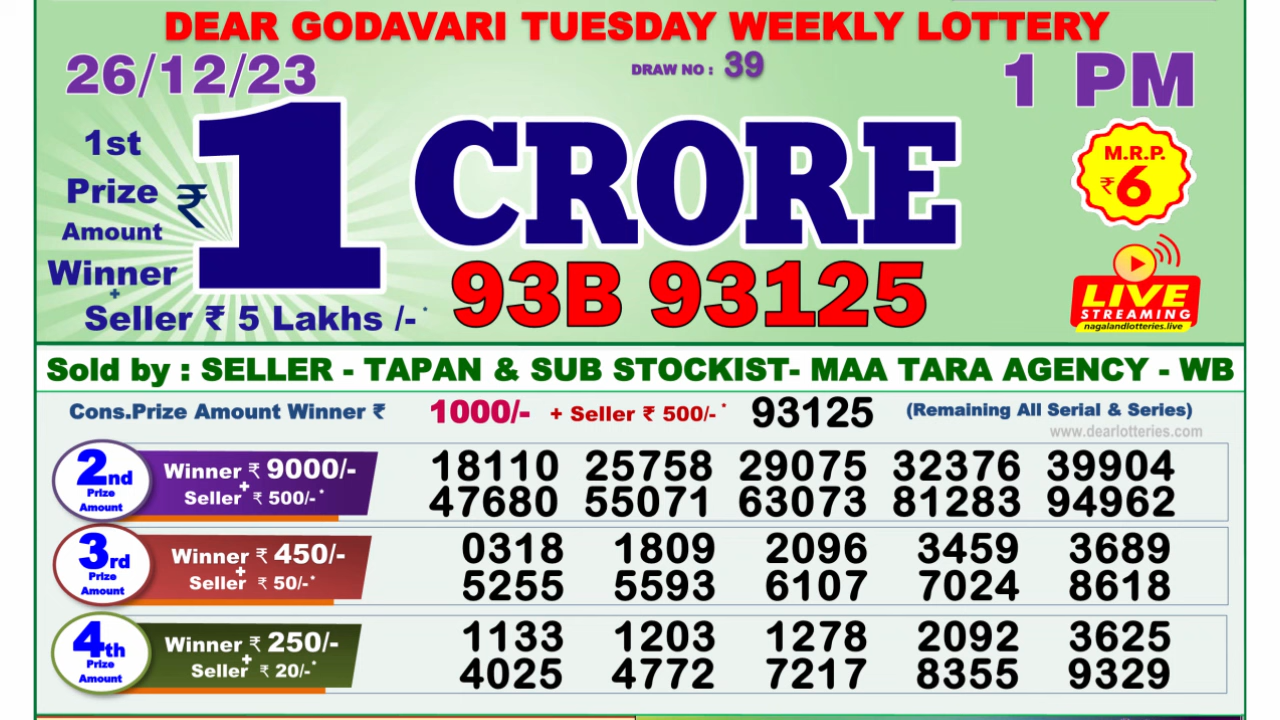 DEAR GODAVARI TUESDAY WEEKLY LOTTERY
26/12/23 DRAW NO : 39 1 PM
1st
Prize
Amount
Winner
+
Seller ₹ 5 Lakhs /-*
₹ 1 CRORE
93B 93125
M.R.P.
₹6
LIVE
STREAMING
nagalandlotteries.live
Sold by : SELLER - TAPAN & SUB STOCKIST- MAA TARA AGENCY - WB
Cons.Prize Amount Winner ₹ 1000/- + Seller ₹ 500/-* 93125 (Remaining All Serial & Series)
www.dearlotteries.com
2nd
Prize
Amount
Winner ₹ 9000/-
+
Seller ₹ 500/-*
18110 25758 29075 32376 39904
47680 55071 63073 81283 94962
3rd
Prize
Amount
Winner ₹ 450/-
+
Seller ₹ 50/-*
0318 1809 2096 3459 3689
5255 5593 6107 7024 8618
4th
Prize
Amount
Winner ₹ 250/-
+
Seller ₹ 20/-*
1133 1203 1278 2092 3625
4025 4772 7217 8355 9329